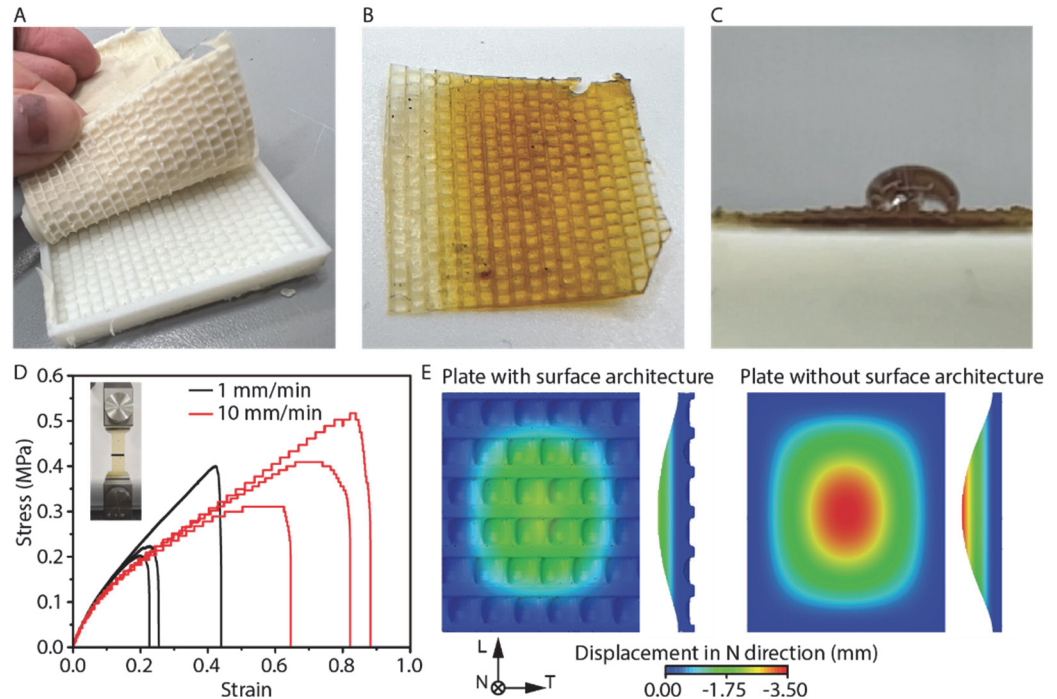 A
B
C
D
0.6
0.5
0.4
0.3
0.2
0.1
0.0
Stress (MPa)
1 mm/min
10 mm/min
0.0 0.2 0.4 0.6 0.8 1.0
Strain
E
Plate with surface architecture
Plate without surface architecture
L
N
T
Displacement in N direction (mm)
0.00 -1.75 -3.50